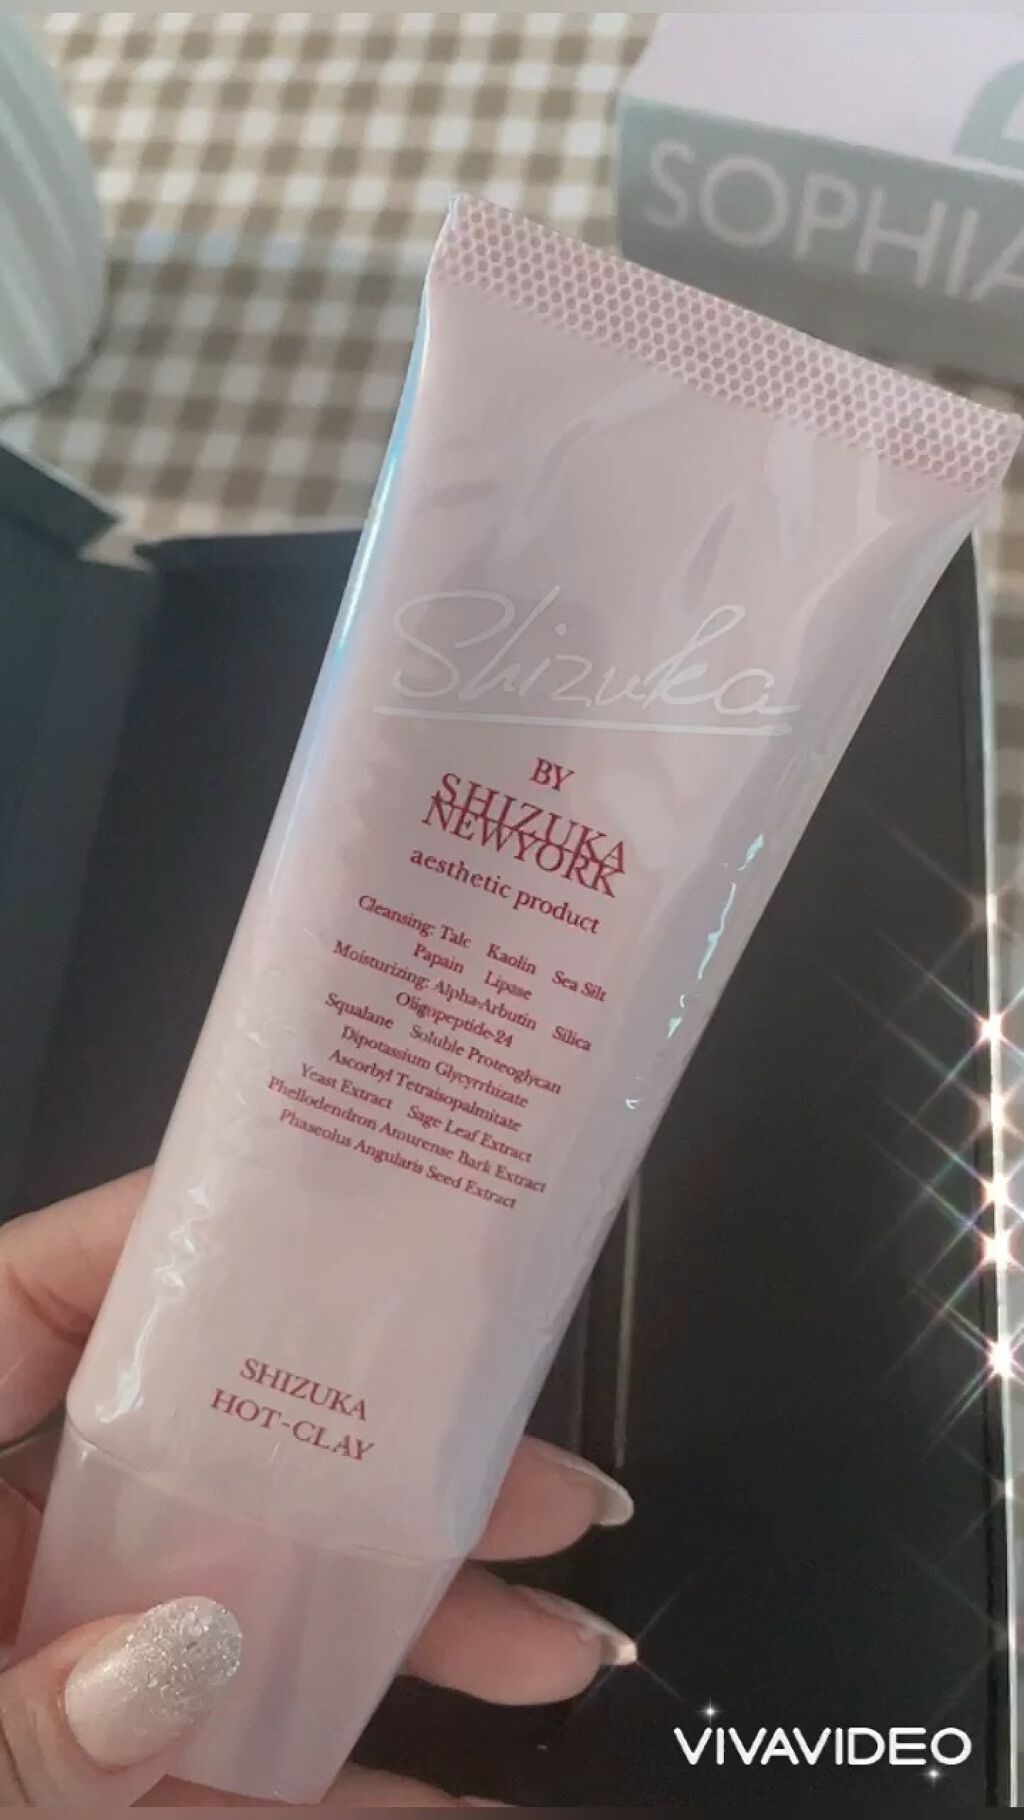 SOPHIA
Shizuka
BY
SHIZUKA
NEWYORK
aesthetic product
Cleansing: Talc Kaolin Sea Silt
Papain Lipase
Moisturizing: Alpha-Arbutin Silica
Oligopeptide-24
Squalane Soluble Proteoglycan
Dipotassium Glycyrrhizate
Ascorbyl Tetraisopalmitate
Yeast Extract Sage Leaf Extract
Phellodendron Amurense Bark Extract
Phaseolus Angularis Seed Extract
SHIZUKA
HOT-CLAY
VIVAVIDEO